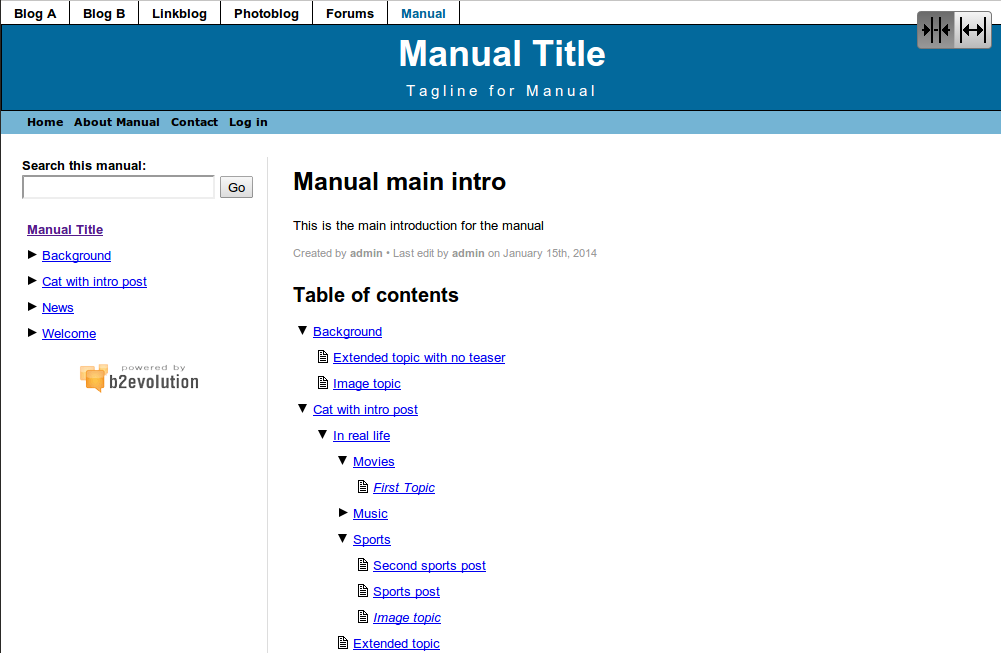 Blog A Blog B Linkblog Photoblog Forums Manual
Manual Title
Tagline for Manual
Home About Manual Contact Log in
Search this manual:
Go
Manual Title
Background
Cat with intro post
News
Welcome
powered by
b2evolution
Manual main intro
This is the main introduction for the manual
Created by admin • Last edit by admin on January 15th, 2014
Table of contents
Background
Extended topic with no teaser
Image topic
Cat with intro post
In real life
Movies
First Topic
Music
Sports
Second sports post
Sports post
Image topic
Extended topic